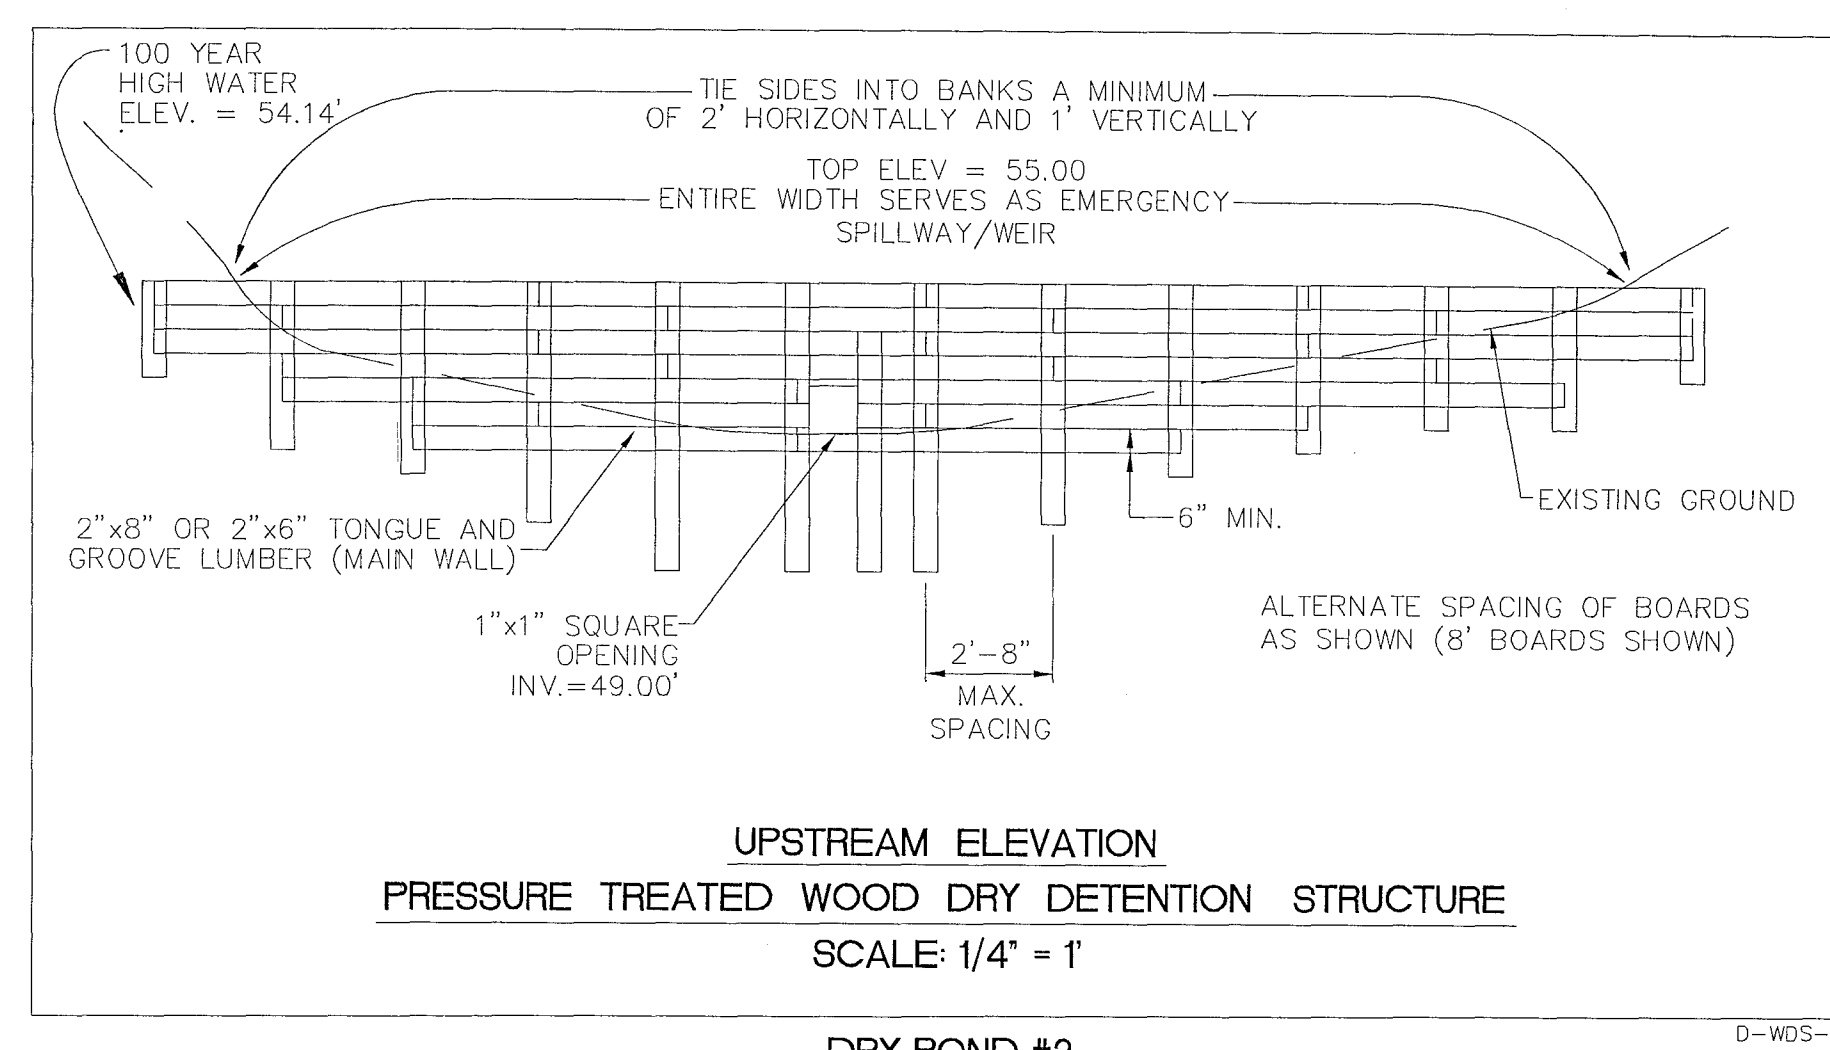 100 YEAR
HIGH WATER
ELEV. = 54.14'
TIE SIDES INTO BANKS A MINIMUM
OF 2' HORIZONTALLY AND 1' VERTICALLY
TOP ELEV = 55.00
ENTIRE WIDTH SERVES AS EMERGENCY
SPILLWAY/WEIR
2"x8" OR 2"x6" TONGUE AND
GROOVE LUMBER (MAIN WALL)
1"x1" SQUARE
OPENING
INV.=49.00'
2'-8"
MAX.
SPACING
6" MIN.
EXISTING GROUND
ALTERNATE SPACING OF BOARDS
AS SHOWN (8' BOARDS SHOWN)
UPSTREAM ELEVATION
PRESSURE TREATED WOOD DRY DETENTION STRUCTURE
SCALE: 1/4" = 1'
D-WDS-
DRY POND